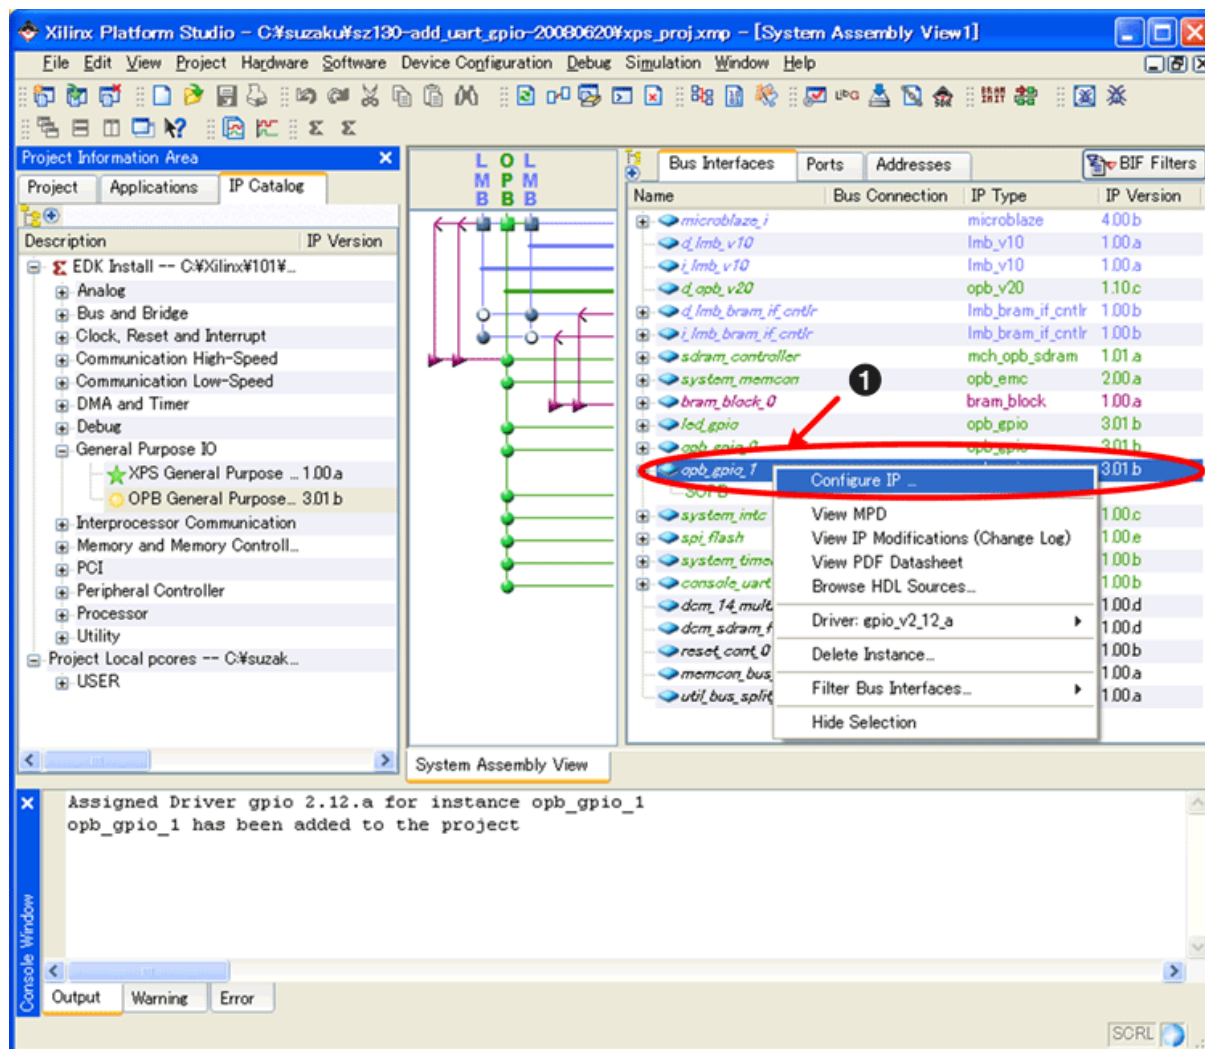 Xilinx Platform Studio - C:¥suzaku¥sz130-add_uart_gpio-20080620¥xps_proj.xmp - [System Assembly View1]
File Edit View Project Hardware Software Device Configuration Debug Simulation Window Help
Project Information Area
Project Applications IP Catalog
Description IP Version
EDK Install -- C:¥Xilinx¥101¥...
Analog
Bus and Bridge
Clock, Reset and Interrupt
Communication High-Speed
Communication Low-Speed
DMA and Timer
Debug
General Purpose IO
XPS General Purpose ... 1.00.a
OPB General Purpose... 3.01.b
Interprocessor Communication
Memory and Memory Controll...
PCI
Peripheral Controller
Processor
Utility
Project Local pcores -- C:¥suzak...
USER
L O L
M P M
B B B
System Assembly View
Bus Interfaces Ports Addresses BIF Filters
Name Bus Connection IP Type IP Version
microblaze_i microblaze 4.00.b
d_lmb_v10 lmb_v10 1.00.a
i_lmb_v10 lmb_v10 1.00.a
d_opb_v20 opb_v20 1.10.c
d_lmb_bram_if_cntlr lmb_bram_if_cntlr 1.00.b
i_lmb_bram_if_cntlr lmb_bram_if_cntlr 1.00.b
sdram_controller mch_opb_sdram 1.01.a
system_memcon opb_emc 2.00.a
1
bram_block_0 bram_block 1.00.a
led_gpio opb_gpio 3.01.b
opb_gpio_0 opb_gpio 3.01.b
opb_gpio_1 3.01.b
SOPB
system_intc 1.00.c
spi_flash 1.00.e
system_time 1.00.b
console_uart 1.00.b
dcm_14_mult 1.00.d
dcm_sdram_f 1.00.d
reset_cont_0 1.00.b
memcon_bus_ 1.00.a
util_bus_split 1.00.a
Configure IP ...
View MPD
View IP Modifications (Change Log)
View PDF Datasheet
Browse HDL Sources...
Driver: gpio_v2_12_a
Delete Instance...
Filter Bus Interfaces...
Hide Selection
Assigned Driver gpio 2.12.a for instance opb_gpio_1
opb_gpio_1 has been added to the project
Console Window
Output Warning Error
SCRL